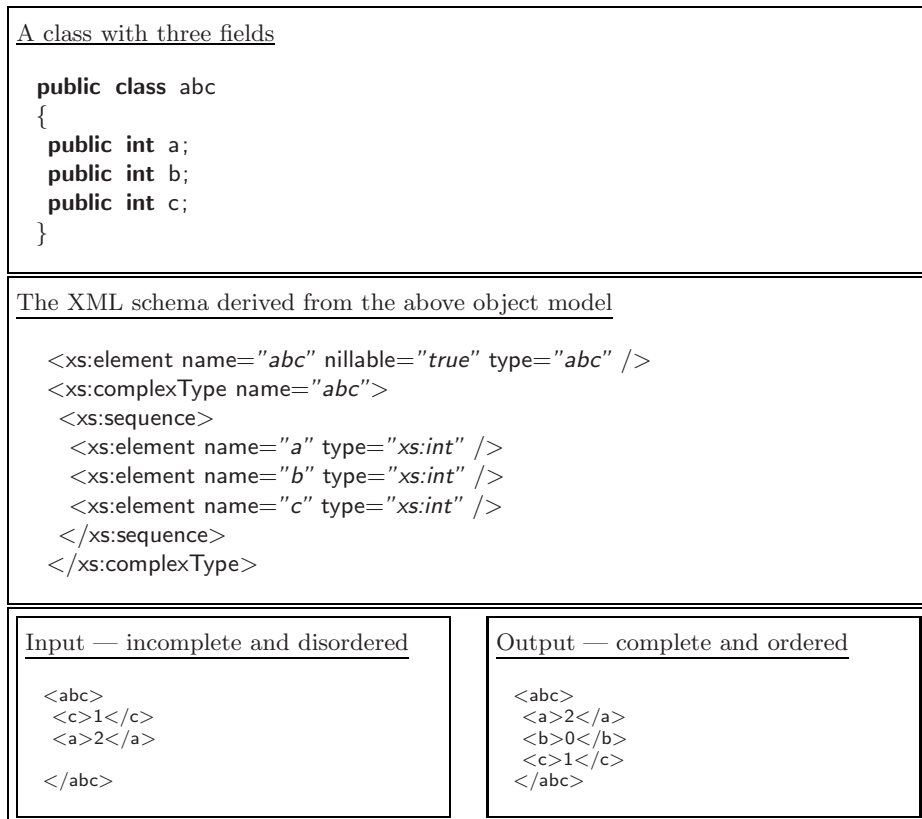 A class with three fields
public class abc
{
public int a;
public int b;
public int c;
}
The XML schema derived from the above object model
<xs:element name="abc" nillable="true" type="abc" />
<xs:complexType name="abc">
<xs:sequence>
<xs:element name="a" type="xs:int" />
<xs:element name="b" type="xs:int" />
<xs:element name="c" type="xs:int" />
</xs:sequence>
</xs:complexType>
Input — incomplete and disordered
<abc>
<c>1</c>
<a>2</a>
</abc>
Output — complete and ordered
<abc>
<a>2</a>
<b>0</b>
<c>1</c>
</abc>